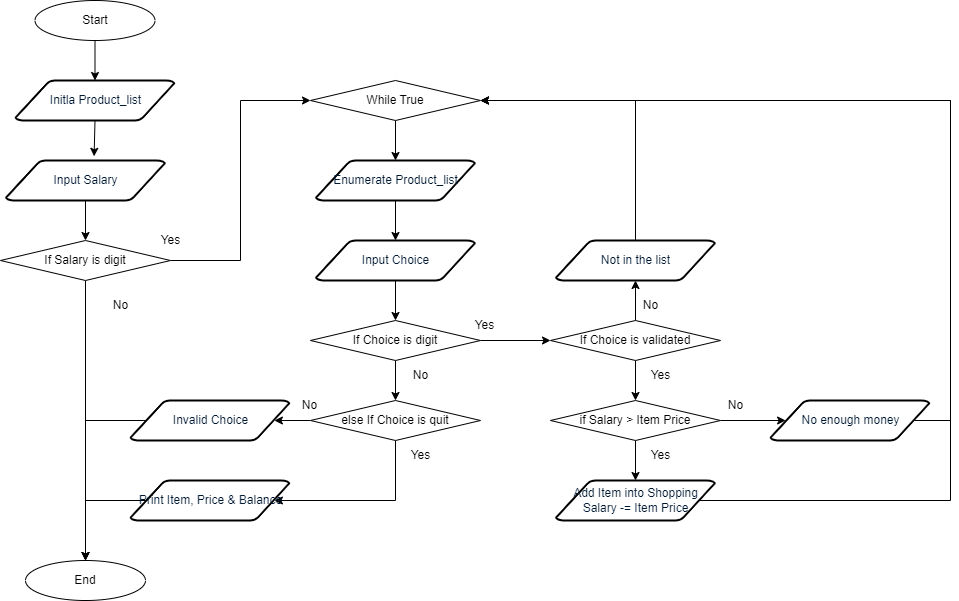 Start
Initla Product_list
While True
Input Salary
Enumerate Product_list
Yes
If Salary is digit
Input Choice
Not in the list
No
No
Yes
If Choice is digit
If Choice is validated
No
Yes
No
No
Invalid Choice
else If Choice is quit
if Salary > Item Price
No enough money
Yes
Yes
Print Item, Price & Balance
Add Item into Shopping
Salary -= Item Price
End